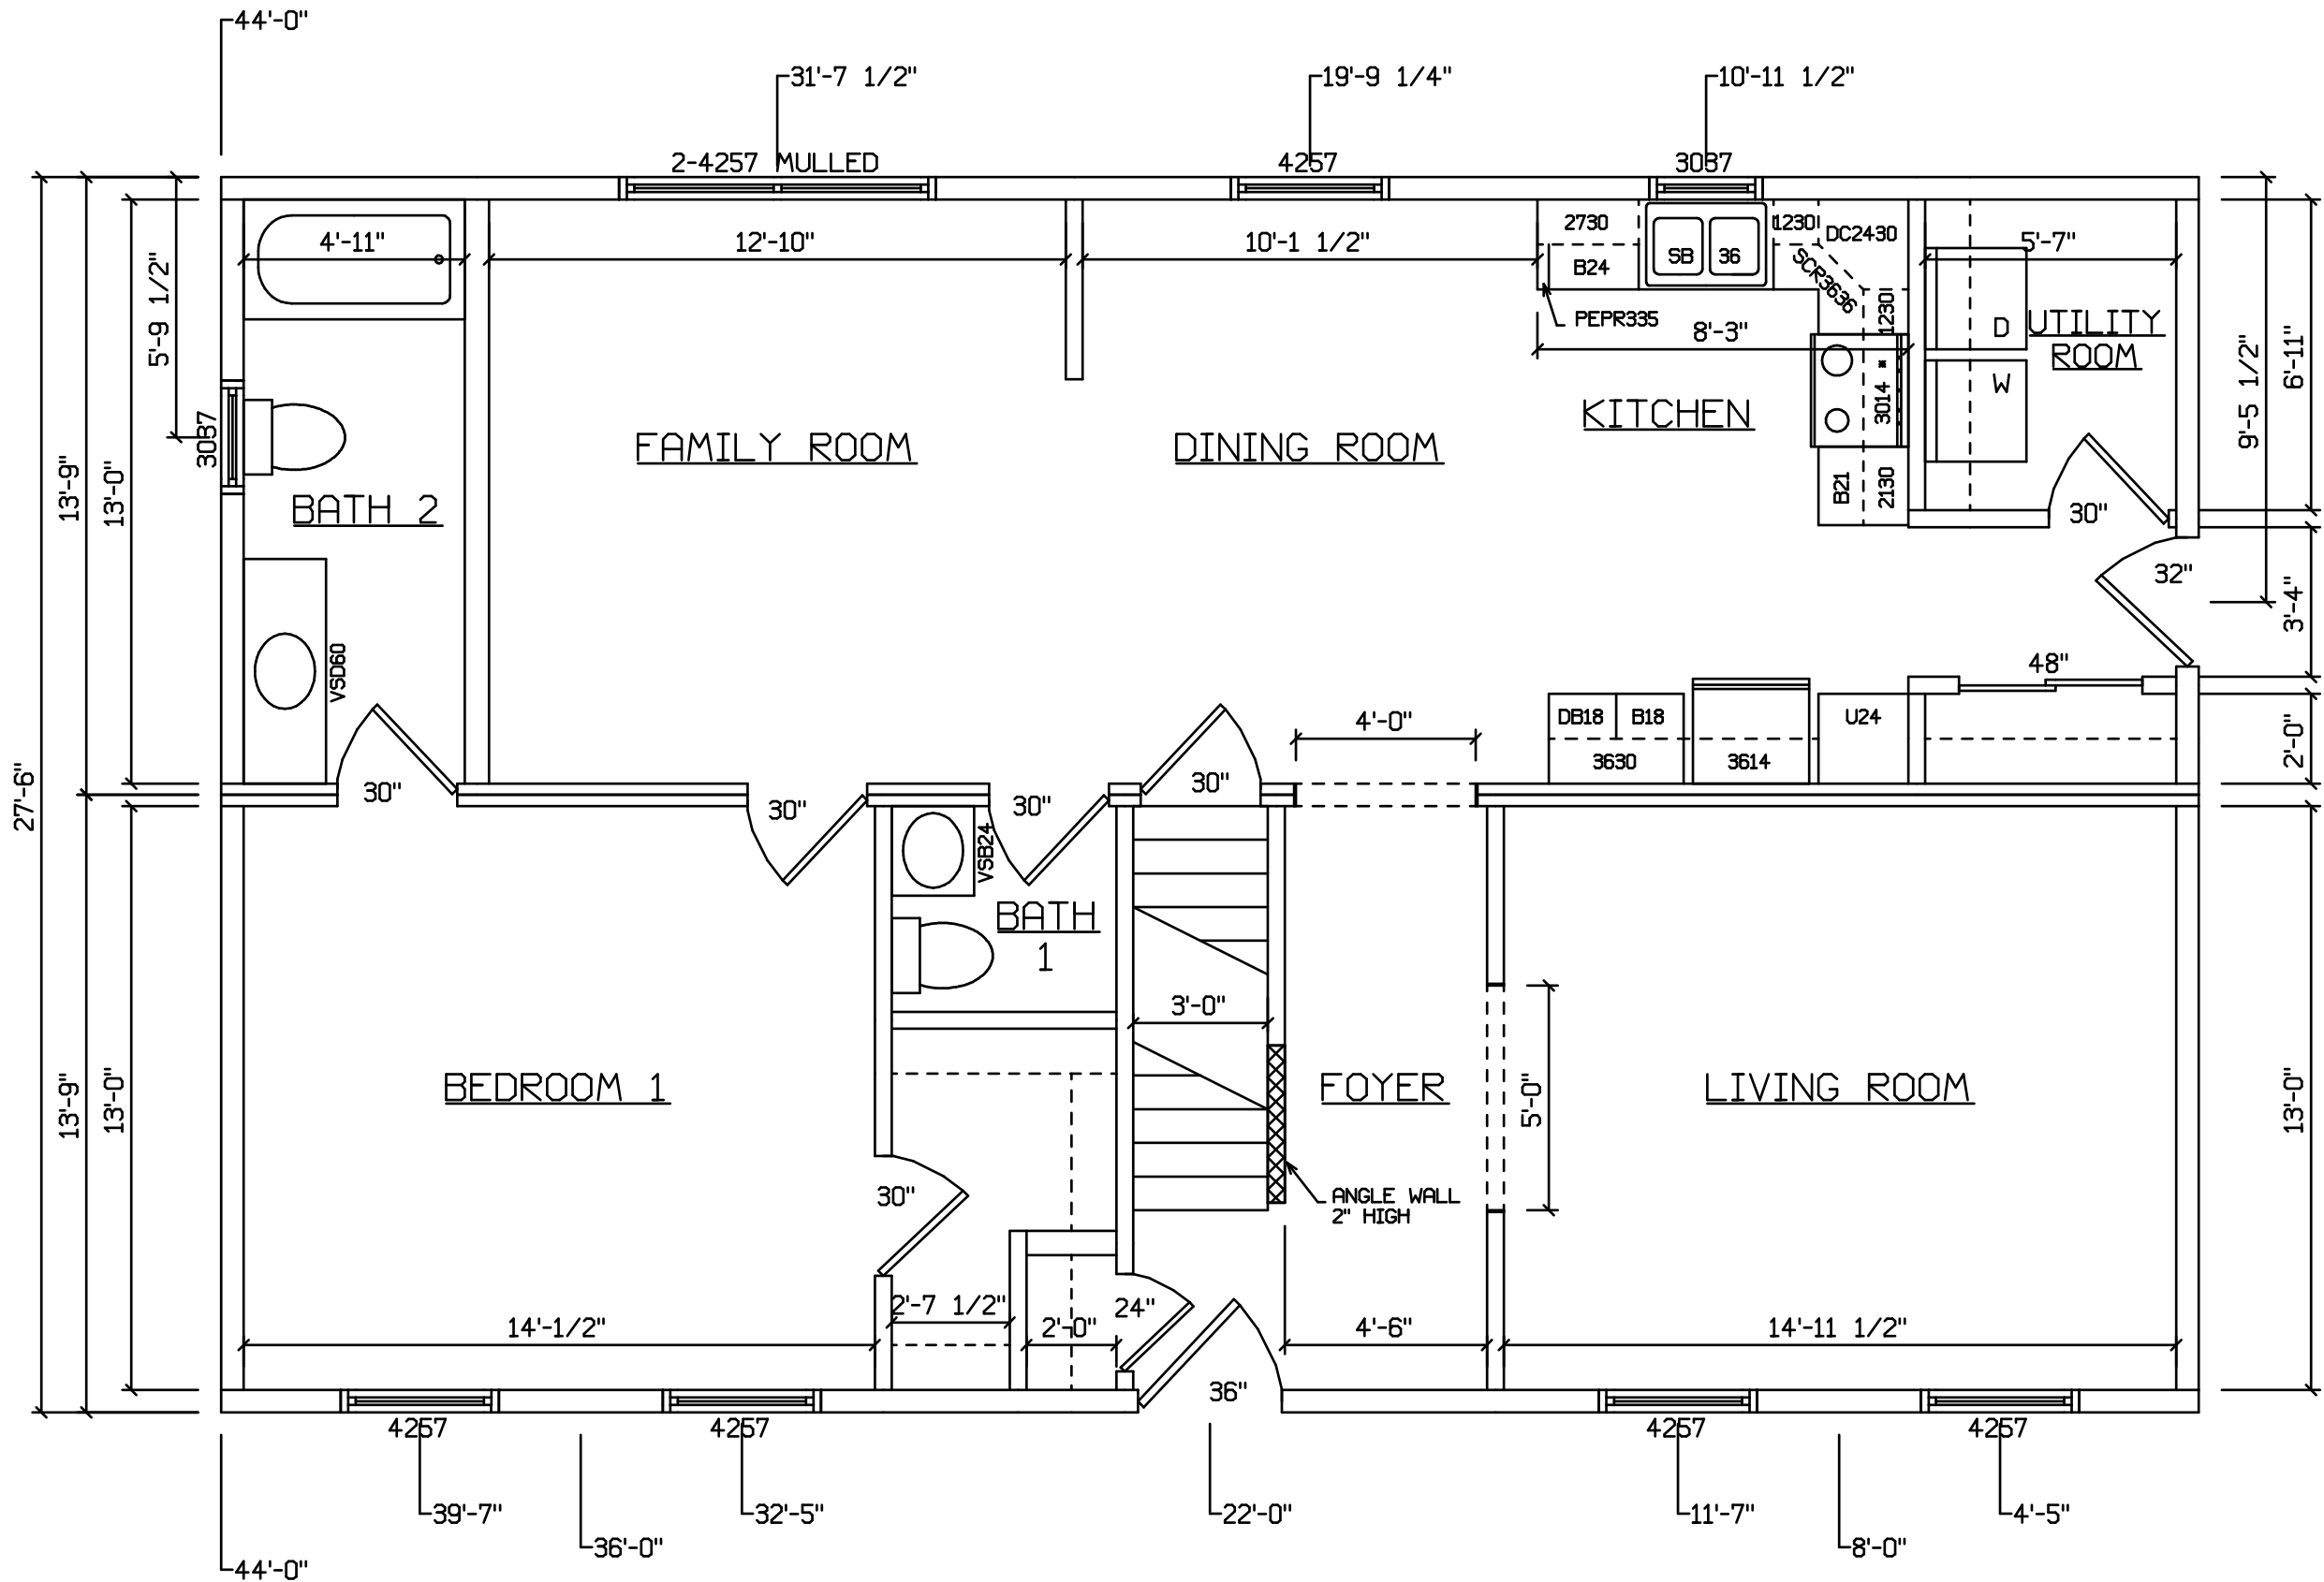 44'-0"
31'-7 1/2"
19'-9 1/4"
10'-11 1/2"
2-4257 MULLED
4257
3037
4'-11"
12'-10"
10'-1 1/2"
2730
1230
DC2430
5'-7"
B24
SB
36
SCR3636
1230
PEPR335
8'-3"
D
UTILITY
ROOM
W
3014 *
5'-9 1/2"
3037
9'-5 1/2"
6'-11"
KITCHEN
FAMILY ROOM
DINING ROOM
BATH 2
B21
2130
30"
13'-9"
13'-0"
32"
3'-4"
VSD60
48"
4'-0"
DB18
B18
U24
2'-0"
3630
3614
27'-6"
30"
30"
30"
30"
VSB24
BATH
1
3'-0"
BEDROOM 1
FOYER
5'-0"
LIVING ROOM
13'-9"
13'-0"
13'-0"
30"
ANGLE WALL
2" HIGH
2'-7 1/2"
24"
14'-1/2"
2'-0"
4'-6"
14'-11 1/2"
36"
4257
4257
4257
4257
39'-7"
32'-5"
22'-0"
11'-7"
4'-5"
36'-0"
8'-0"
44'-0"